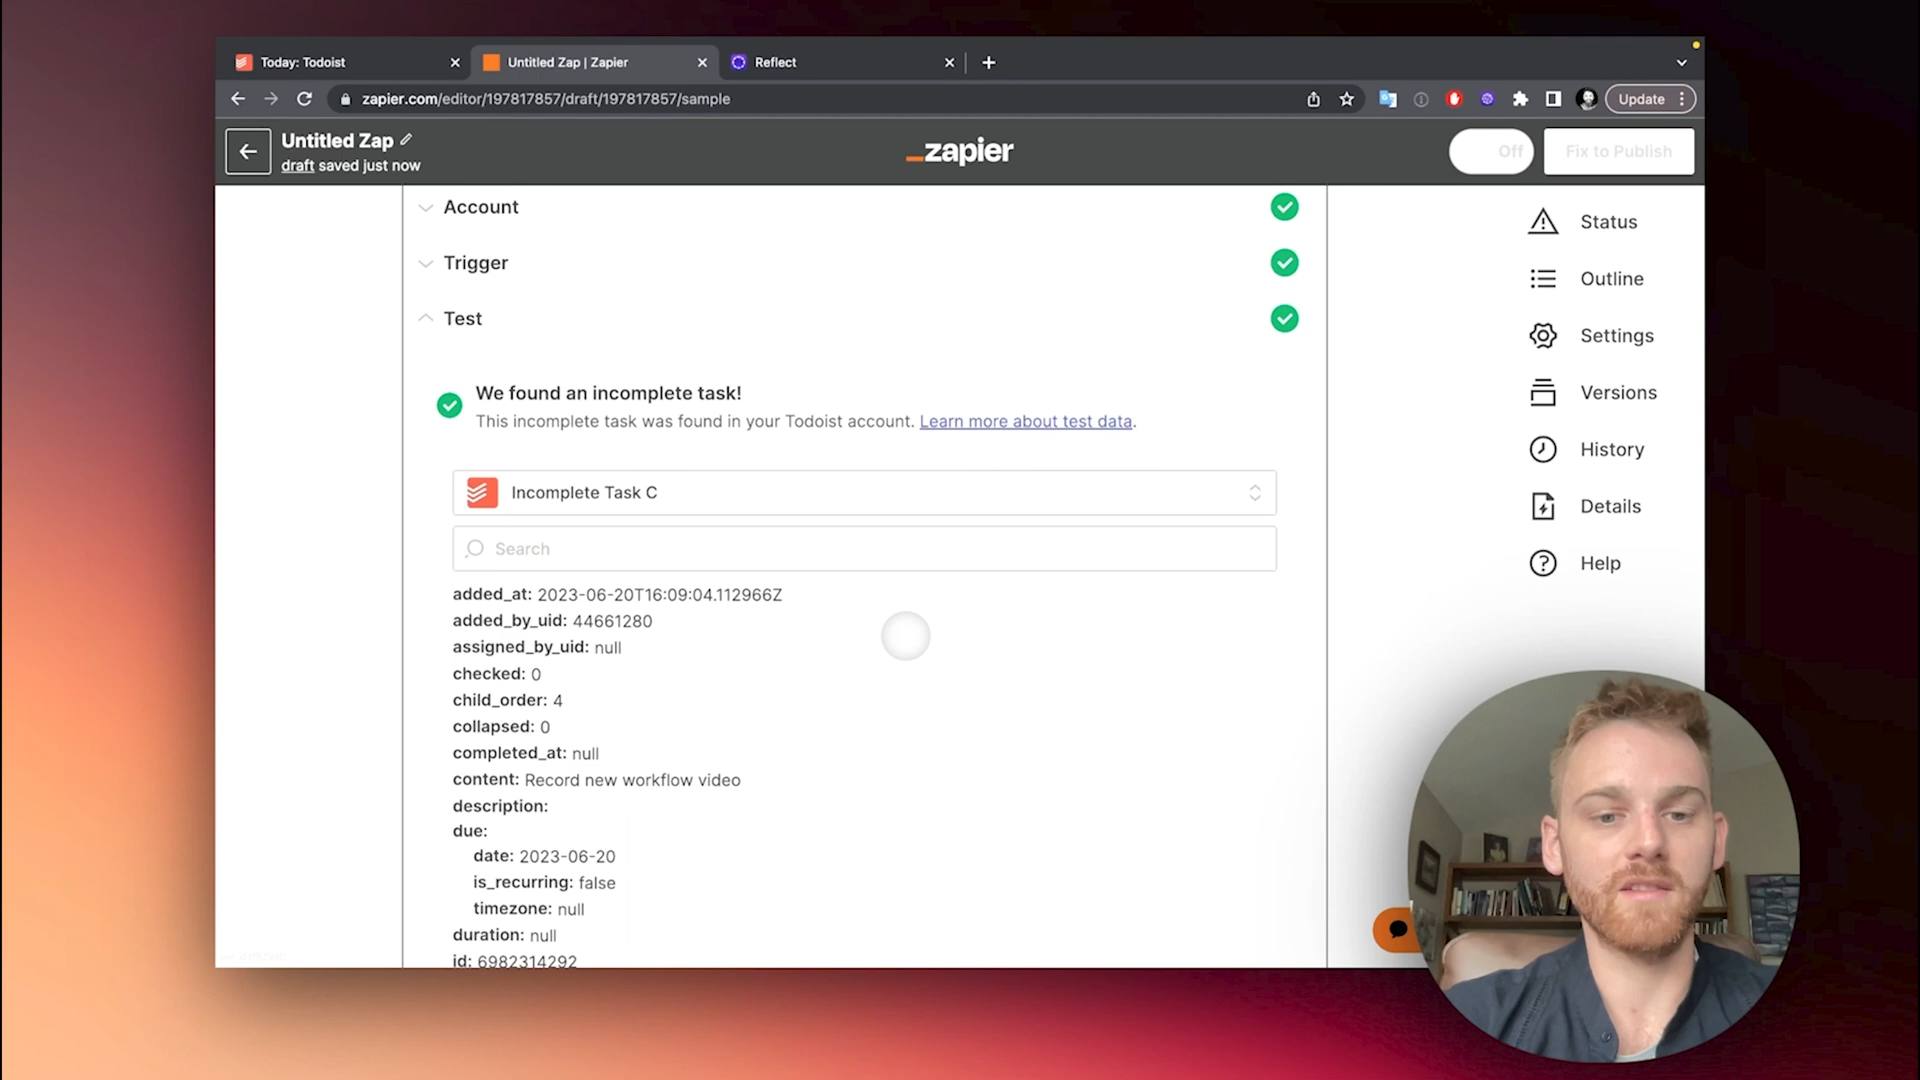 Today: Todoist
Untitled Zap | Zapier
Reflect
zapier.com/editor/197817857/draft/197817857/sample
Update
Untitled Zap
draft saved just now
zapier
Off
Fix to Publish
Account
Trigger
Test
We found an incomplete task!
This incomplete task was found in your Todoist account. Learn more about test data.
Incomplete Task C
Search
added_at: 2023-06-20T16:09:04.112966Z
added_by_uid: 44661280
assigned_by_uid: null
checked: 0
child_order: 4
collapsed: 0
completed_at: null
content: Record new workflow video
description:
due:
date: 2023-06-20
is_recurring: false
timezone: null
duration: null
id: 6982314292
Status
Outline
Settings
Versions
History
Details
Help